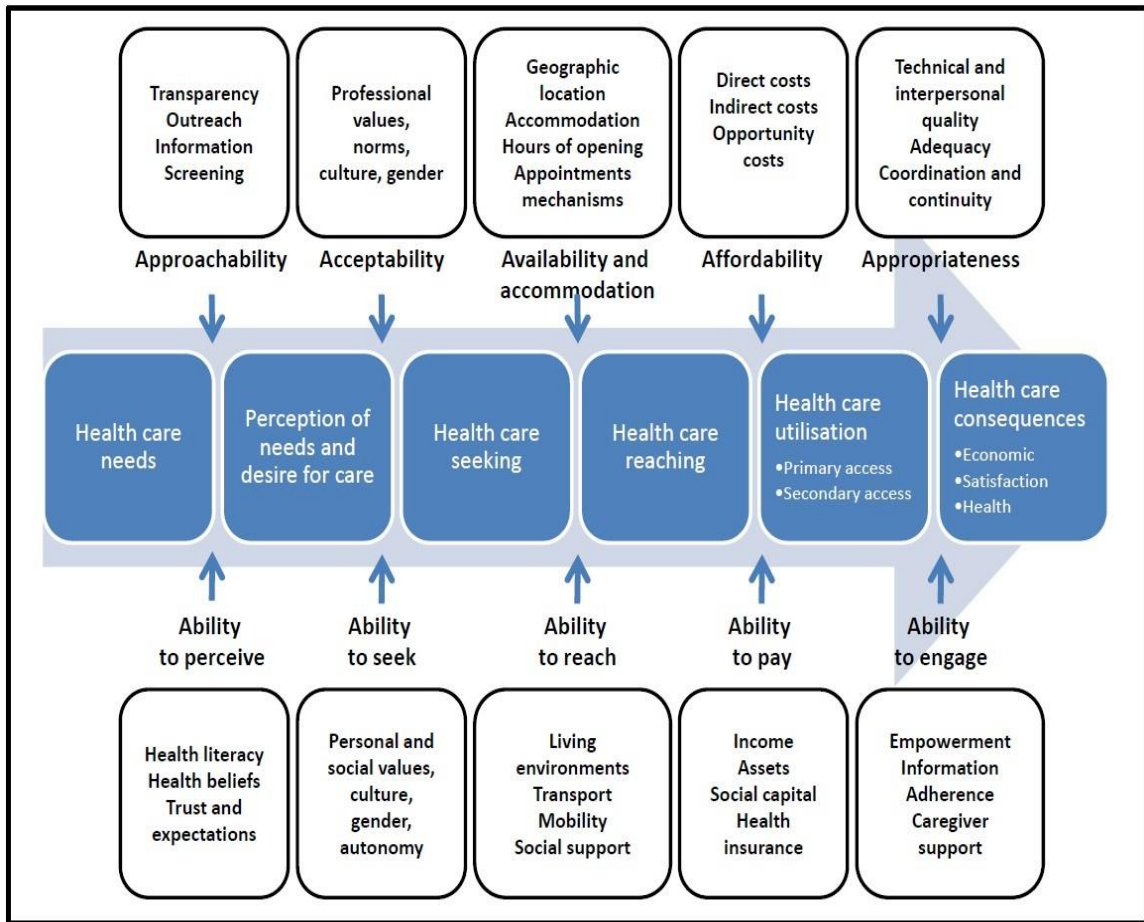 Transparency
Outreach
Information
Screening
Professional
values,
norms,
culture, gender
Geographic
location
Accommodation
Hours of opening
Appointments
mechanisms
Direct costs
Indirect costs
Opportunity
costs
Technical and
interpersonal
quality
Adequacy
Coordination and
continuity
Approachability
Acceptability
Availability and
accommodation
Affordability
Appropriateness
Health care
needs
Perception of
needs and
desire for care
Health care
seeking
Health care
reaching
Health care
utilisation
•Primary access
•Secondary access
Health care
consequences
•Economic
•Satisfaction
•Health
Ability
to perceive
Ability
to seek
Ability
to reach
Ability
to pay
Ability
to engage
Health literacy
Health beliefs
Trust and
expectations
Personal and
social values,
culture,
gender,
autonomy
Living
environments
Transport
Mobility
Social support
Income
Assets
Social capital
Health
insurance
Empowerment
Information
Adherence
Caregiver
support